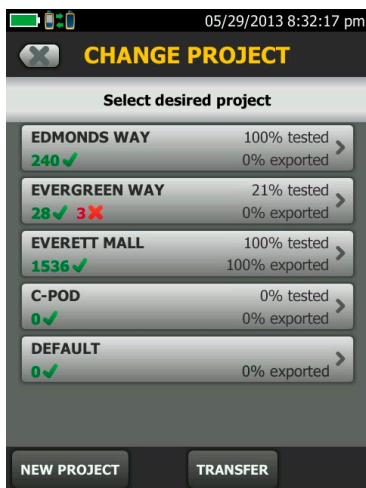 05/29/2013 8:32:17 pm
CHANGE PROJECT
Select desired project
EDMONDS WAY 100% tested
240 0% exported
EVERGREEN WAY 21% tested
28 3 0% exported
EVERETT MALL 100% tested
1536 100% exported
C-POD 0% tested
0 0% exported
DEFAULT
0 0% exported
NEW PROJECT TRANSFER